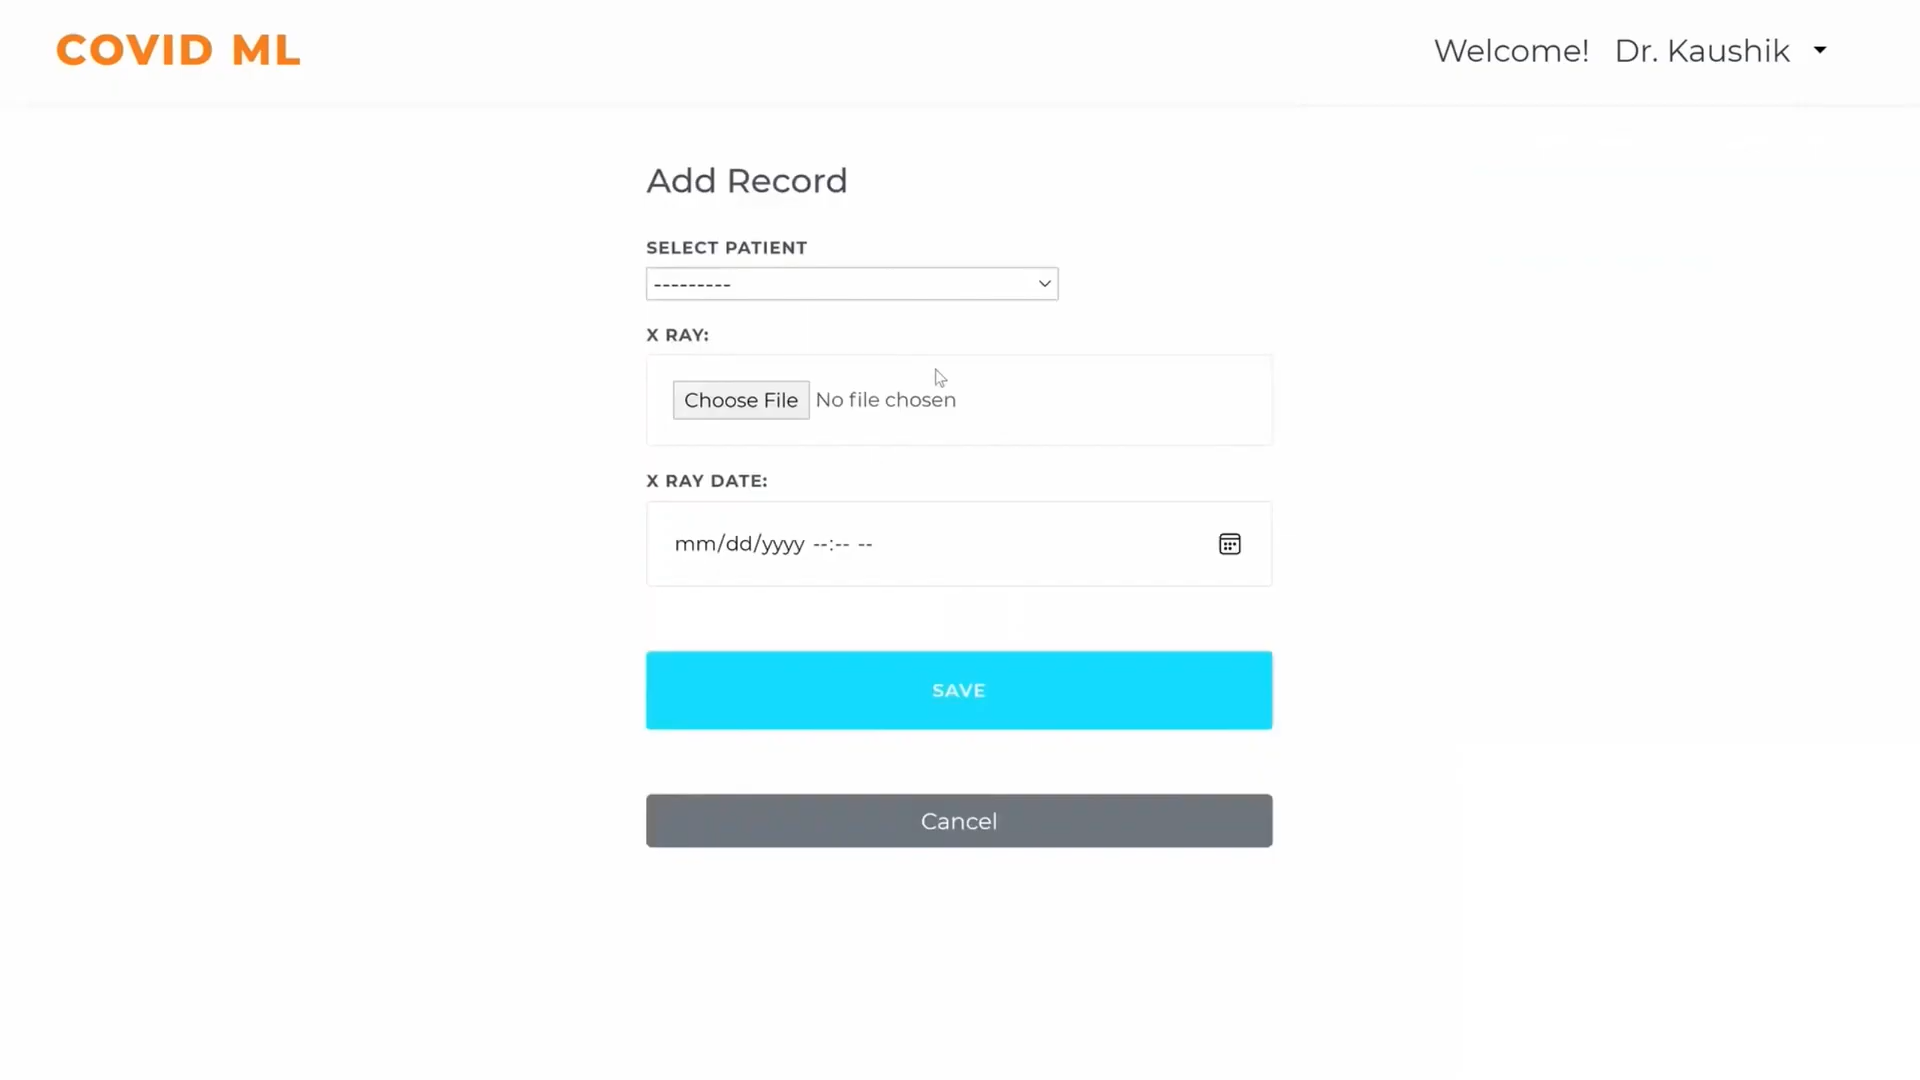 COVID ML
Welcome! Dr. Kaushik
Add Record
SELECT PATIENT
---------
X RAY:
Choose File No file chosen
X RAY DATE:
mm/dd/yyyy --:-- --
SAVE
Cancel